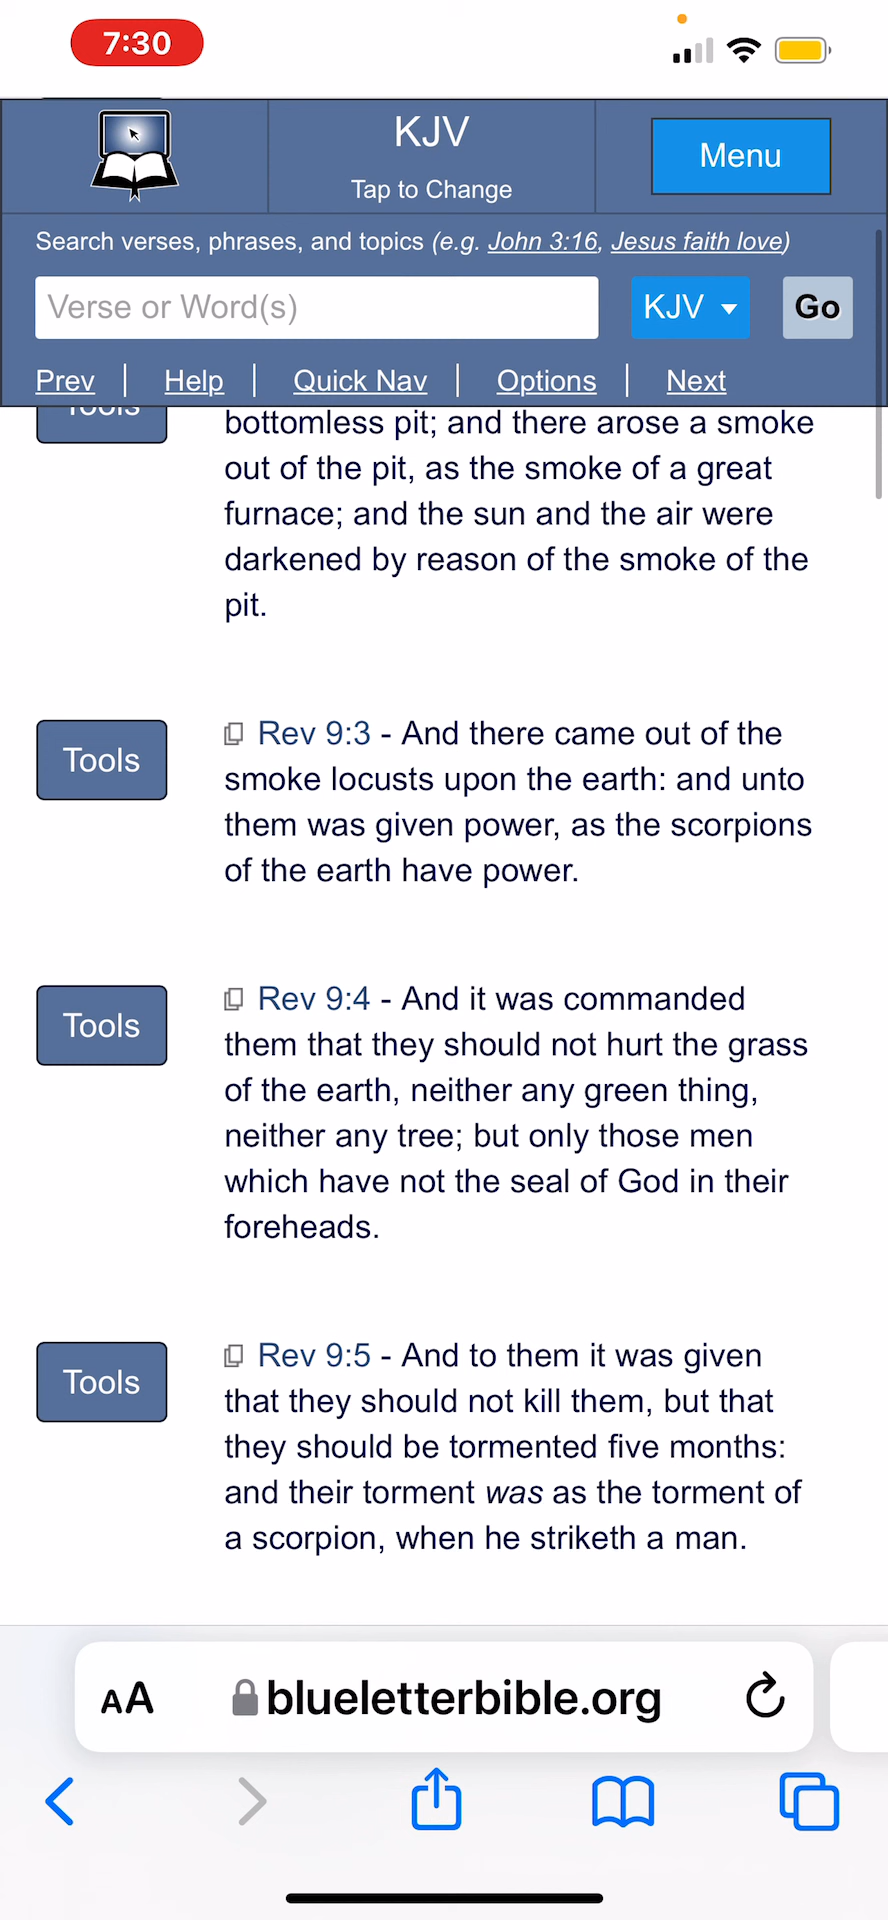 7:30
KJV
Tap to Change
Menu
Search verses, phrases, and topics (e.g. John 3:16, Jesus faith love)
Verse or Word(s)
KJV
Go
Prev | Help | Quick Nav | Options | Next
Tools
bottomless pit; and there arose a smoke
out of the pit, as the smoke of a great
furnace; and the sun and the air were
darkened by reason of the smoke of the
pit.
Tools
Rev 9:3 - And there came out of the
smoke locusts upon the earth: and unto
them was given power, as the scorpions
of the earth have power.
Tools
Rev 9:4 - And it was commanded
them that they should not hurt the grass
of the earth, neither any green thing,
neither any tree; but only those men
which have not the seal of God in their
foreheads.
Tools
Rev 9:5 - And to them it was given
that they should not kill them, but that
they should be tormented five months:
and their torment was as the torment of
a scorpion, when he striketh a man.
AA
blueletterbible.org